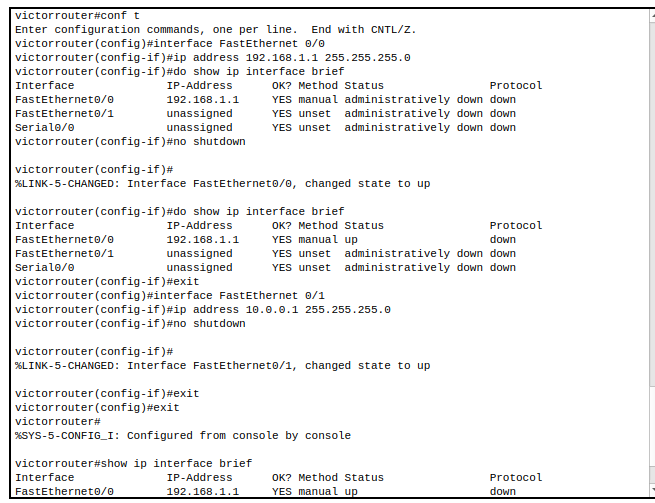 victorrouter#conf t
Enter configuration commands, one per line.  End with CNTL/Z.
victorrouter(config)#interface FastEthernet 0/0
victorrouter(config-if)#ip address 192.168.1.1 255.255.255.0
victorrouter(config-if)#do show ip interface brief
Interface              IP-Address      OK? Method Status                Protocol
FastEthernet0/0        192.168.1.1     YES manual administratively down down
FastEthernet0/1        unassigned      YES unset  administratively down down
Serial0/0              unassigned      YES unset  administratively down down
victorrouter(config-if)#no shutdown

victorrouter(config-if)#
%LINK-5-CHANGED: Interface FastEthernet0/0, changed state to up

victorrouter(config-if)#do show ip interface brief
Interface              IP-Address      OK? Method Status                Protocol
FastEthernet0/0        192.168.1.1     YES manual up                    down
FastEthernet0/1        unassigned      YES unset  administratively down down
Serial0/0              unassigned      YES unset  administratively down down
victorrouter(config-if)#exit
victorrouter(config)#interface FastEthernet 0/1
victorrouter(config-if)#ip address 10.0.0.1 255.255.255.0
victorrouter(config-if)#no shutdown

victorrouter(config-if)#
%LINK-5-CHANGED: Interface FastEthernet0/1, changed state to up

victorrouter(config-if)#exit
victorrouter(config)#exit
victorrouter#
%SYS-5-CONFIG_I: Configured from console by console

victorrouter#show ip interface brief
Interface              IP-Address      OK? Method Status                Protocol
FastEthernet0/0        192.168.1.1     YES manual up                    down